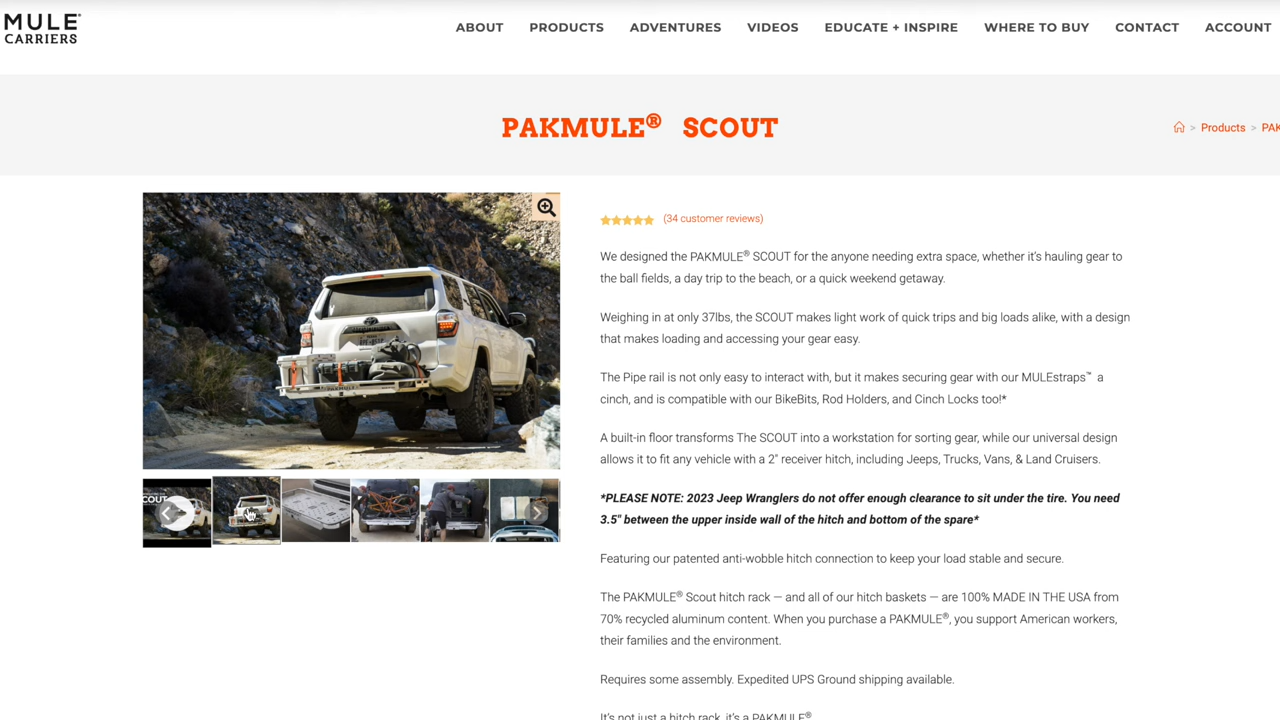 MULE®
CARRIERS
ABOUT PRODUCTS ADVENTURES VIDEOS EDUCATE + INSPIRE WHERE TO BUY CONTACT ACCOUNT
PAKMULE® SCOUT
> Products > PAK
(34 customer reviews)
We designed the PAKMULE® SCOUT for the anyone needing extra space, whether it's hauling gear to
the ball fields, a day trip to the beach, or a quick weekend getaway.
Weighing in at only 37lbs, the SCOUT makes light work of quick trips and big loads alike, with a design
that makes loading and accessing your gear easy.
The Pipe rail is not only easy to interact with, but it makes securing gear with our MULEstraps™ a
cinch, and is compatible with our BikeBits, Rod Holders, and Cinch Locks too!*
A built-in floor transforms The SCOUT into a workstation for sorting gear, while our universal design
allows it to fit any vehicle with a 2" receiver hitch, including Jeeps, Trucks, Vans, & Land Cruisers.
*PLEASE NOTE: 2023 Jeep Wranglers do not offer enough clearance to sit under the tire. You need
3.5" between the upper inside wall of the hitch and bottom of the spare*
Featuring our patented anti-wobble hitch connection to keep your load stable and secure.
The PAKMULE® Scout hitch rack — and all of our hitch baskets — are 100% MADE IN THE USA from
70% recycled aluminum content. When you purchase a PAKMULE®, you support American workers,
their families and the environment.
Requires some assembly. Expedited UPS Ground shipping available.
It's not just a hitch rack, it's a PAKMULE®